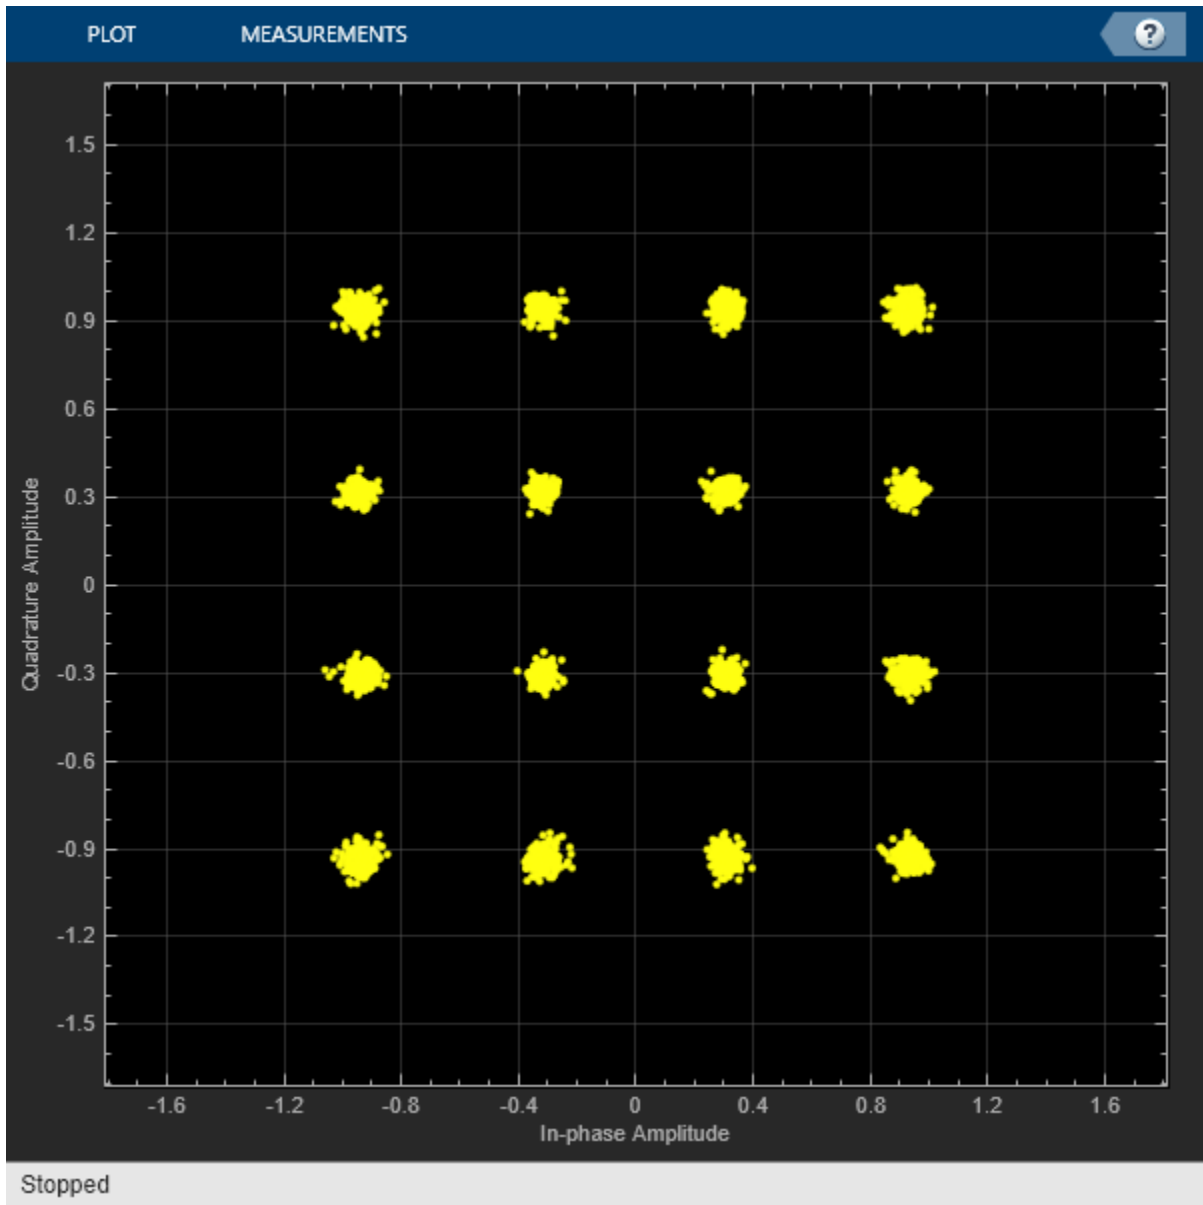 PLOT MEASUREMENTS ?
1.5
1.2
0.9
0.6
0.3
0
-0.3
-0.6
-0.9
-1.2
-1.5
Quadrature Amplitude
-1.6 -1.2 -0.8 -0.4 0 0.4 0.8 1.2 1.6
In-phase Amplitude
Stopped